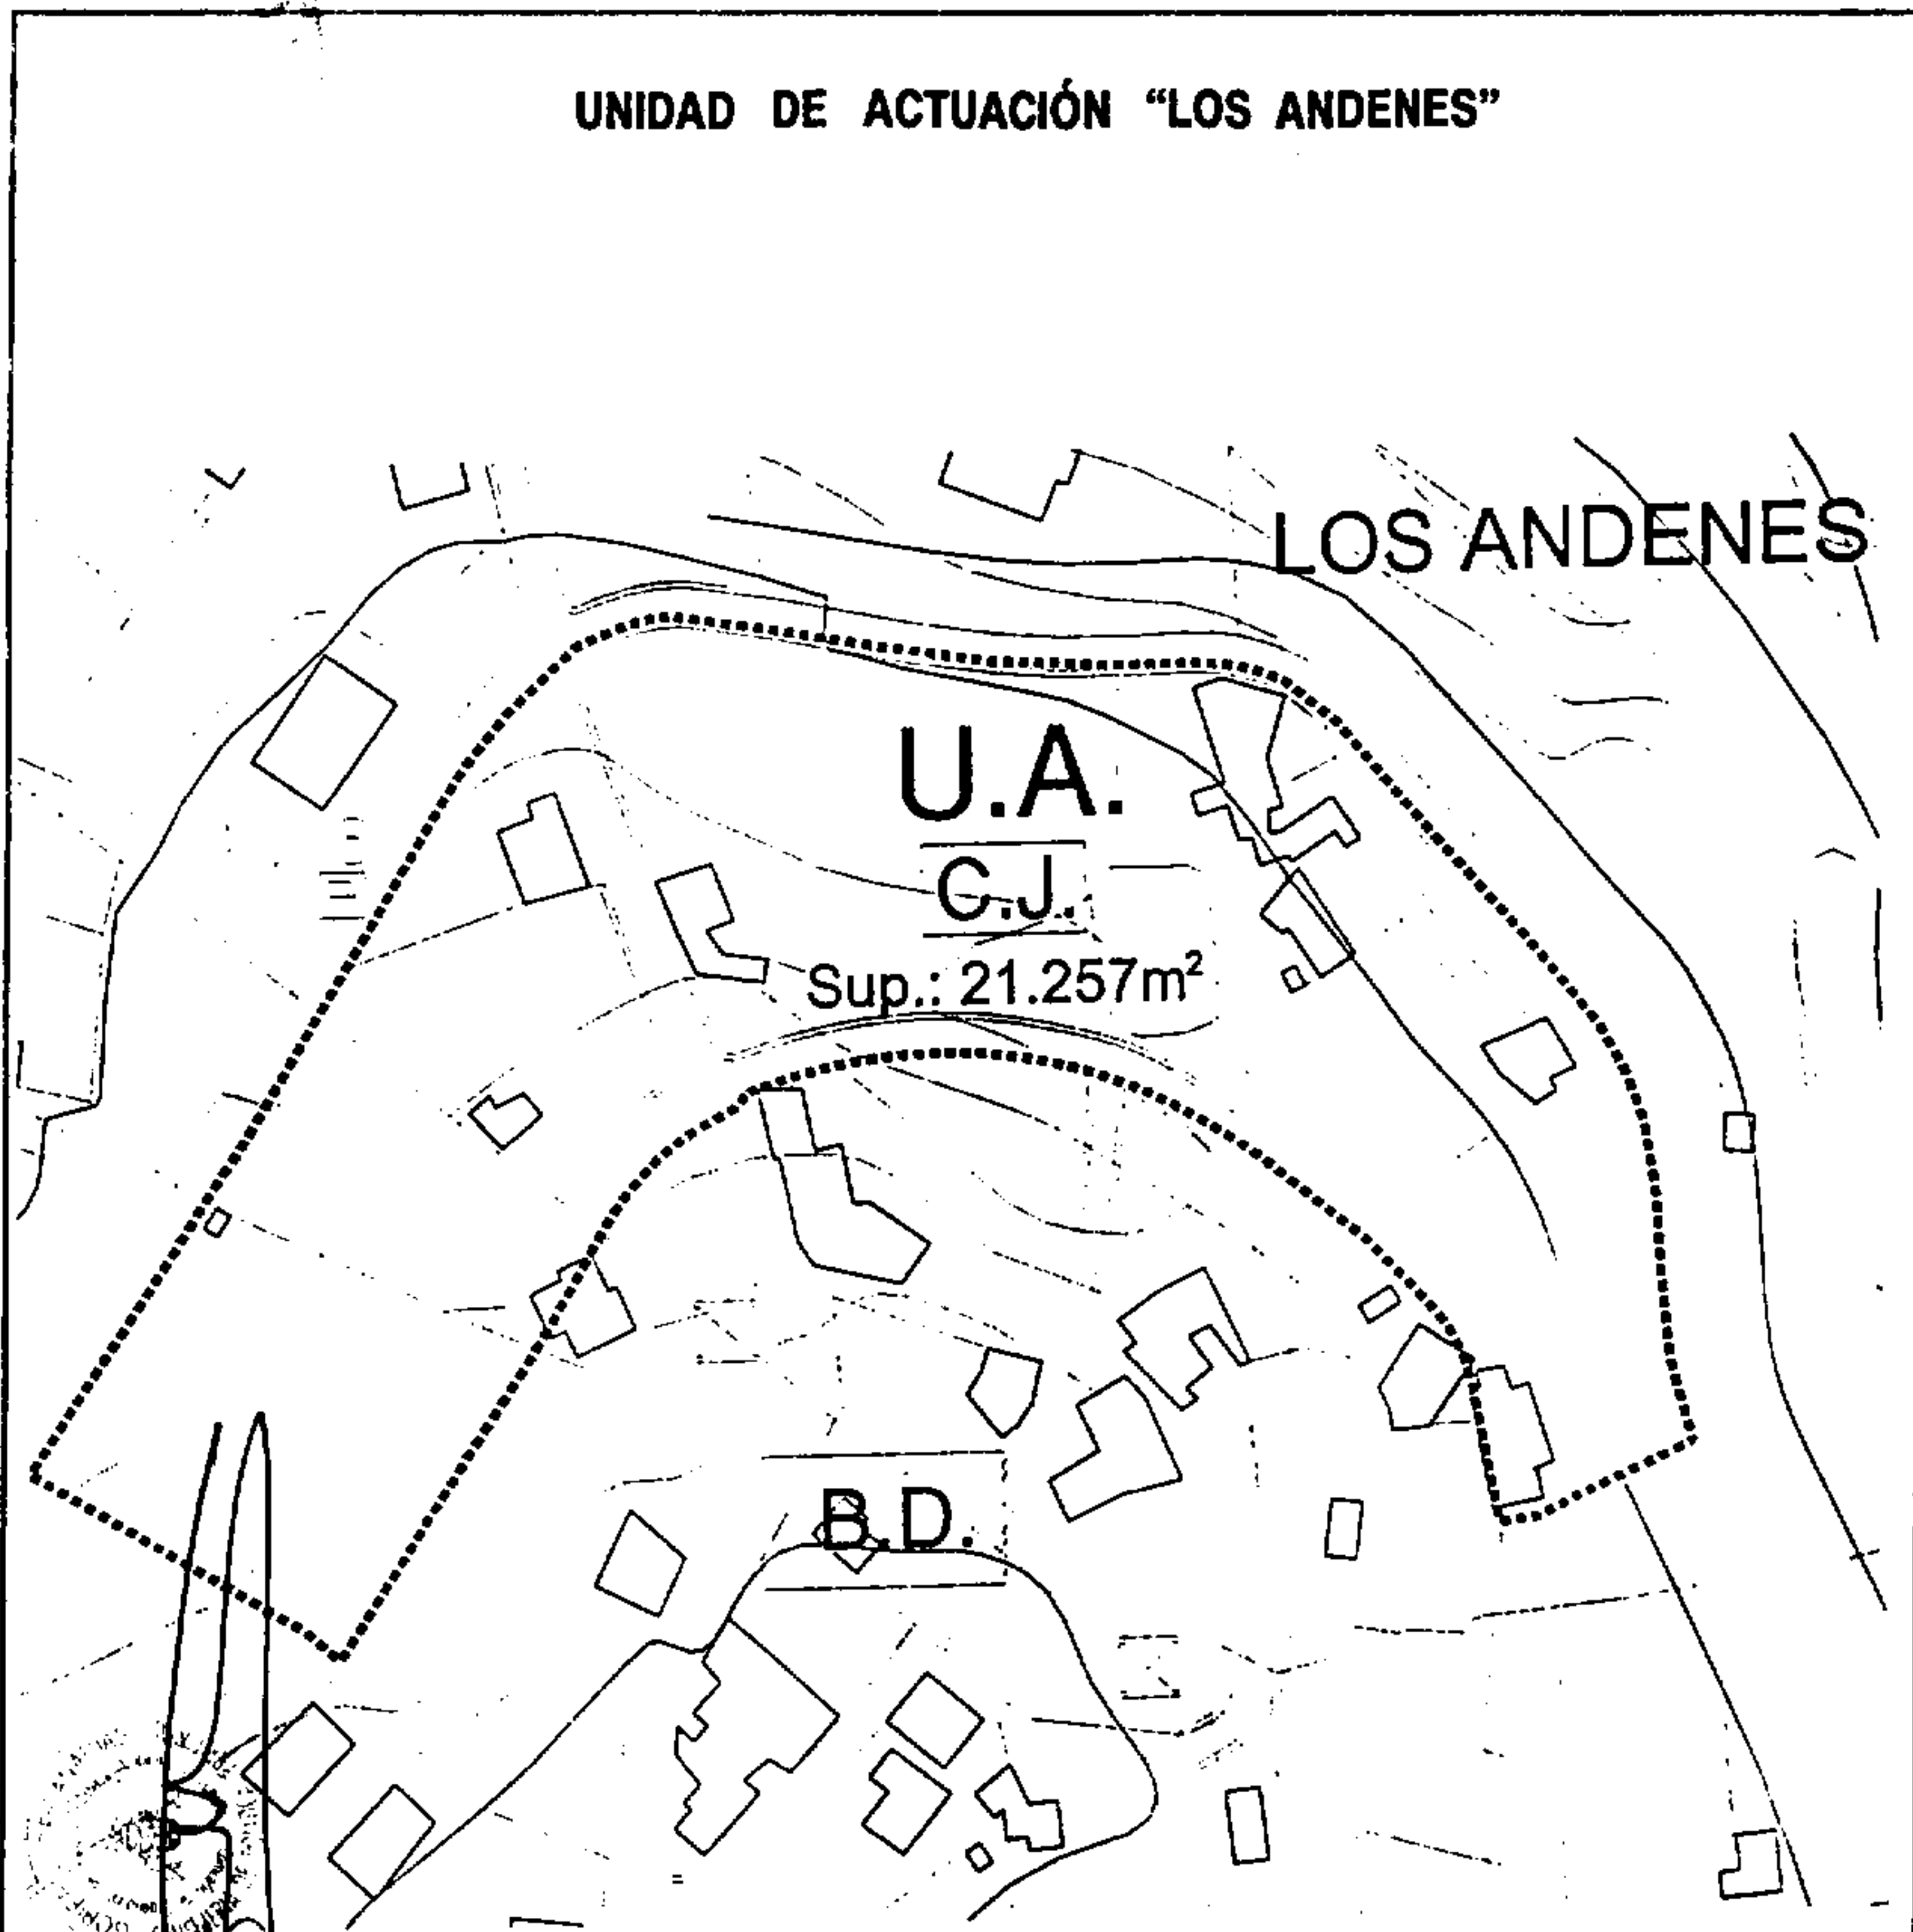 UNIDAD DE ACTUACIÓN “LOS ANDENES”
LOS ANDENES
U.A.
C.J.
Sup.: 21.257m²
B.D.